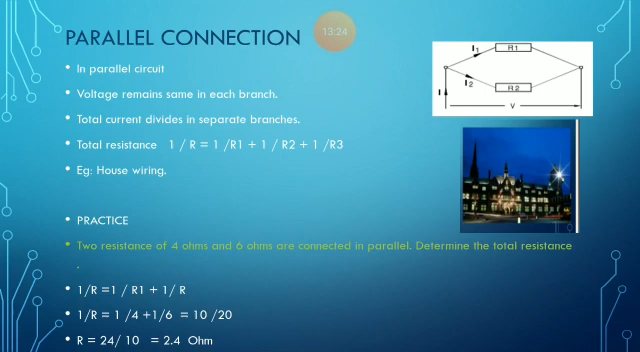 PARALLEL CONNECTION
13:24
• In parallel circuit
• Voltage remains same in each branch.
• Total current divides in separate branches.
• Total resistance 1 / R = 1 /R1 + 1 / R2 + 1 /R3
• Eg: House wiring.
I1
R1
I2
R2
I
V
• PRACTICE
• Two resistance of 4 ohms and 6 ohms are connected in parallel. Determine the total resistance
.
• 1/R =1 / R1 + 1/ R
• 1/R = 1 /4 +1/6 = 10 /20
• R = 24/ 10 = 2.4 Ohm